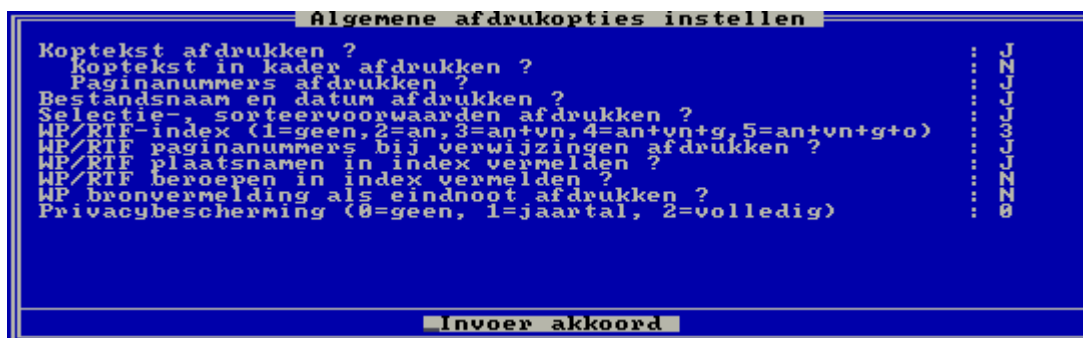 Algemene afdrukopties instellen
Koptekst afdrukken ? : J
Koptekst in kader afdrukken ? : N
Paginanummers afdrukken ? : J
Bestandsnaam en datum afdrukken ? : J
Selectie-, sorteervoorwaarden afdrukken ? : J
WP/RTF-index (1=geen,2=an,3=an+vn,4=an+vn+g,5=an+vn+g+o) : 3
WP/RTF paginanummers bij verwijzingen afdrukken ? : J
WP/RTF plaatsnamen in index vermelden ? : J
WP/RTF beroepen in index vermelden ? : N
WP bronvermelding als eindnoot afdrukken ? : N
Privacybescherming (0=geen, 1=jaartal, 2=volledig) : 0
Invoer akkoord